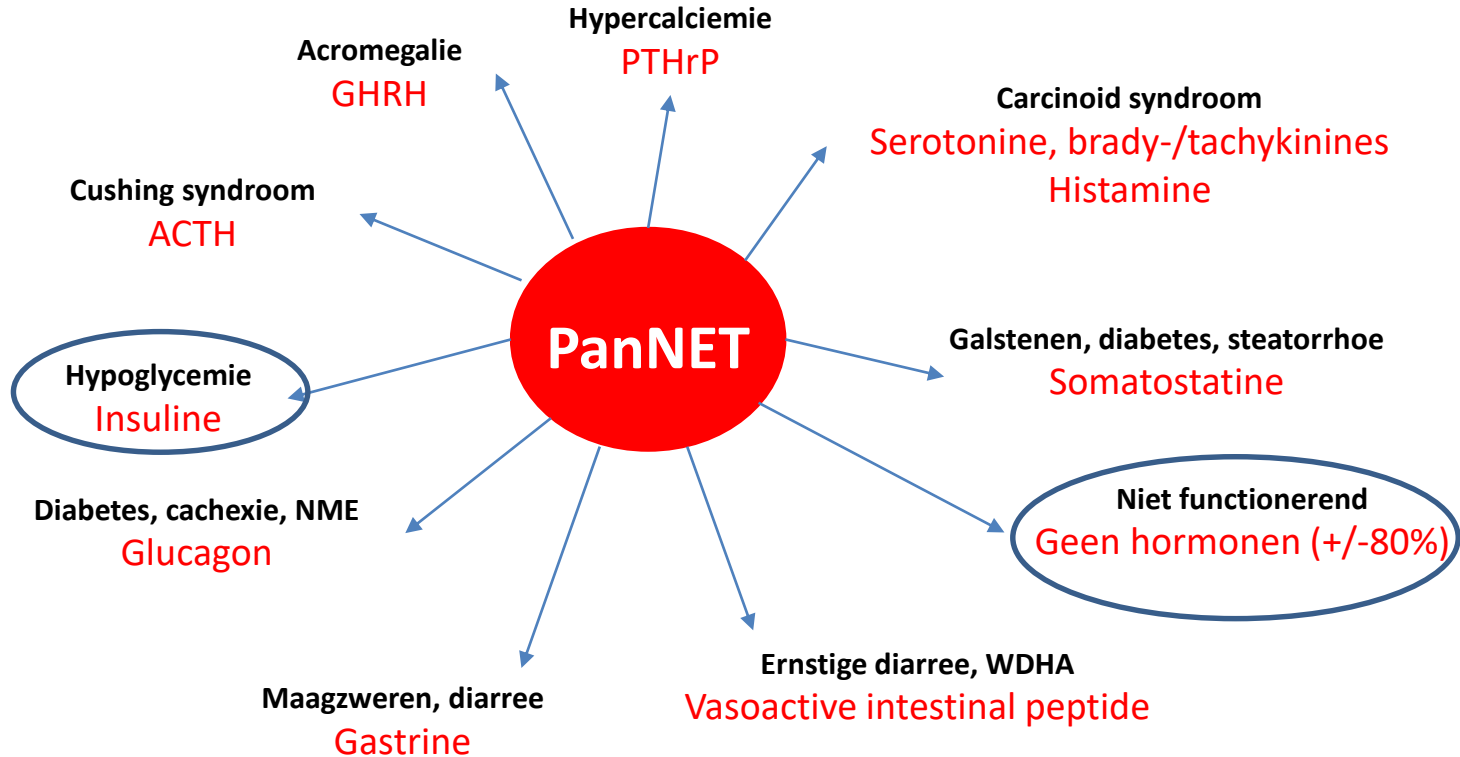 Hypercalciemie
PTHrP
Acromegalie
GHRH
Carcinoid syndroom
Serotonine, brady-/tachykinines
Histamine
Cushing syndroom
ACTH
PanNET
Galstenen, diabetes, steatorrhoe
Somatostatine
Hypoglycemie
Insuline
Niet functionerend
Geen hormonen (+/-80%)
Diabetes, cachexie, NME
Glucagon
Ernstige diarree, WDHA
Vasoactive intestinal peptide
Maagzweren, diarree
Gastrine